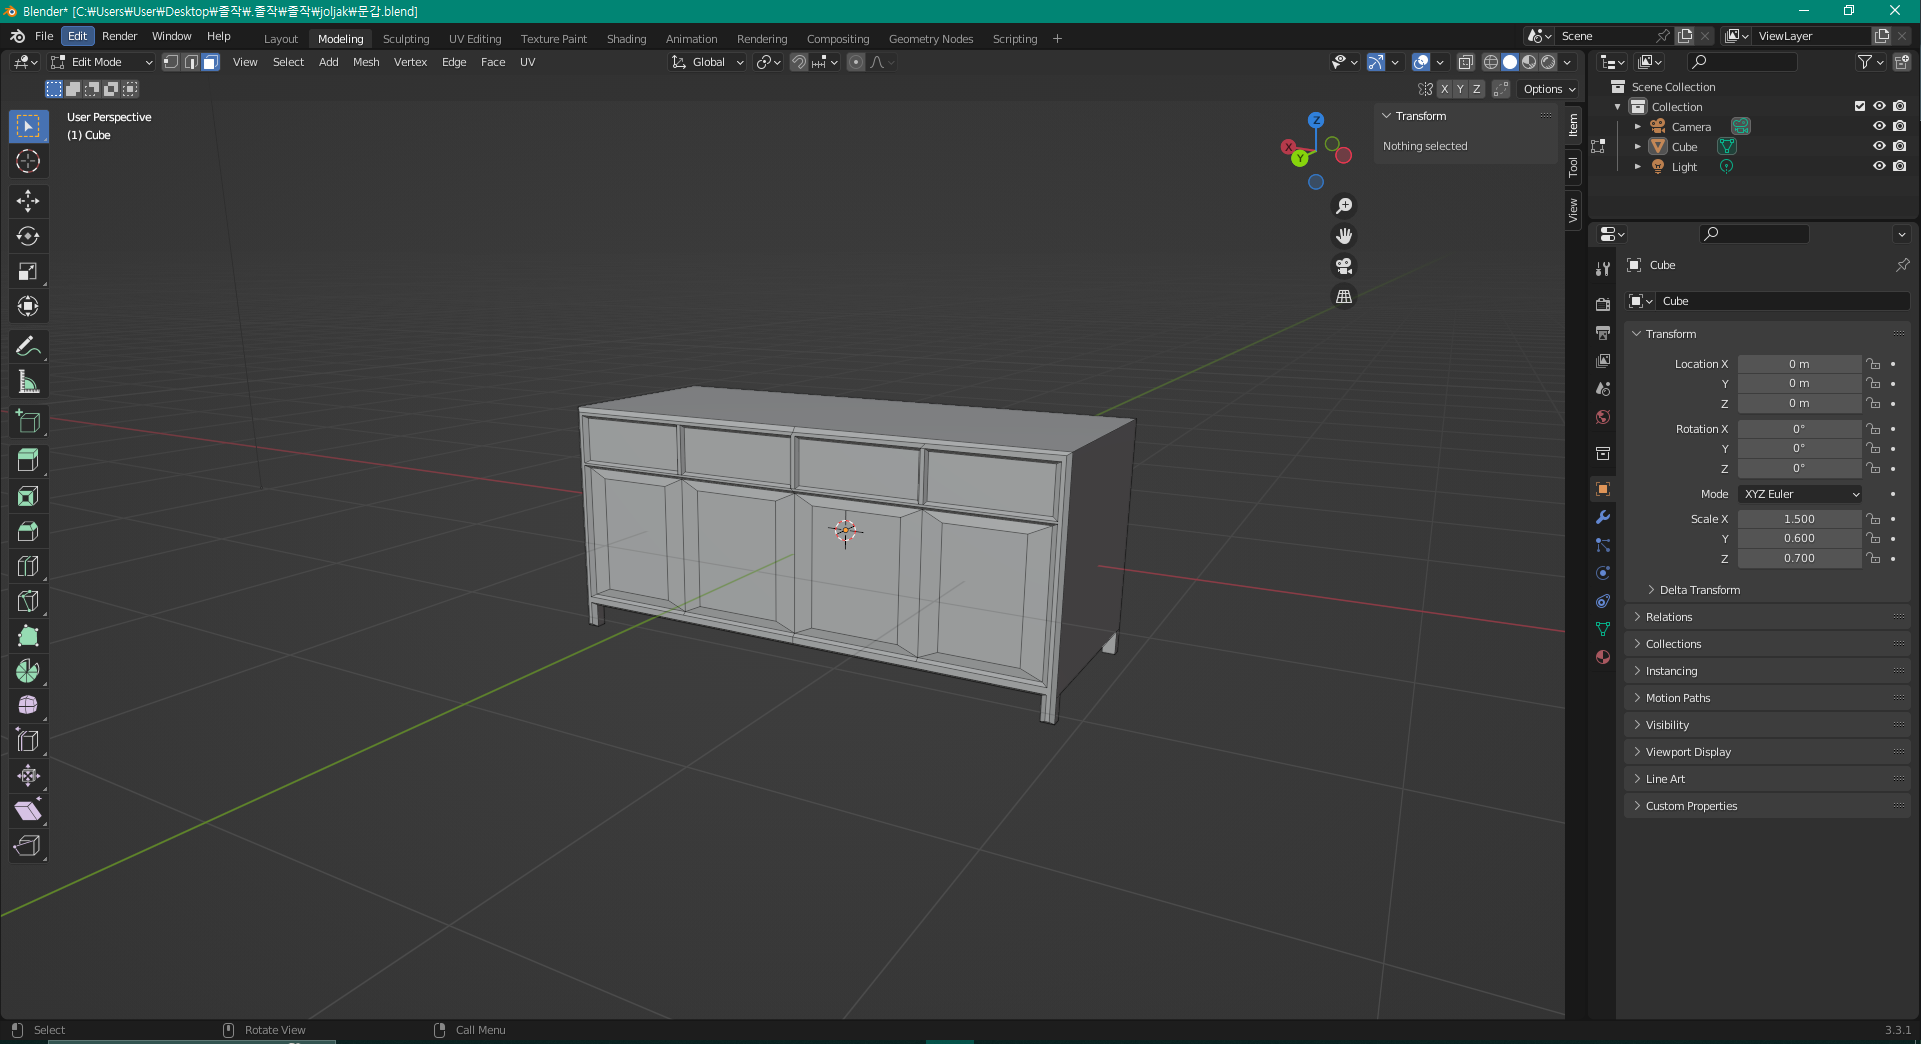 Blender* [C:₩Users₩User₩Desktop₩졸작₩.졸작₩졸작₩joljak₩문갑.blend]
File Edit Render Window Help
Layout Modeling Sculpting UV Editing Texture Paint Shading Animation Rendering Compositing Geometry Nodes Scripting +
Scene
ViewLayer
Edit Mode
View Select Add Mesh Vertex Edge Face UV
Global
X Y Z
Options
User Perspective
(1) Cube
Z
X
Y
Transform
Nothing selected
Item
Tool
View
Scene Collection
Collection
Camera
Cube
Light
Cube
Cube
Transform
Location X 0 m
Y 0 m
Z 0 m
Rotation X 0°
Y 0°
Z 0°
Mode XYZ Euler
Scale X 1.500
Y 0.600
Z 0.700
Delta Transform
Relations
Collections
Instancing
Motion Paths
Visibility
Viewport Display
Line Art
Custom Properties
Select
Rotate View
Call Menu
3.3.1